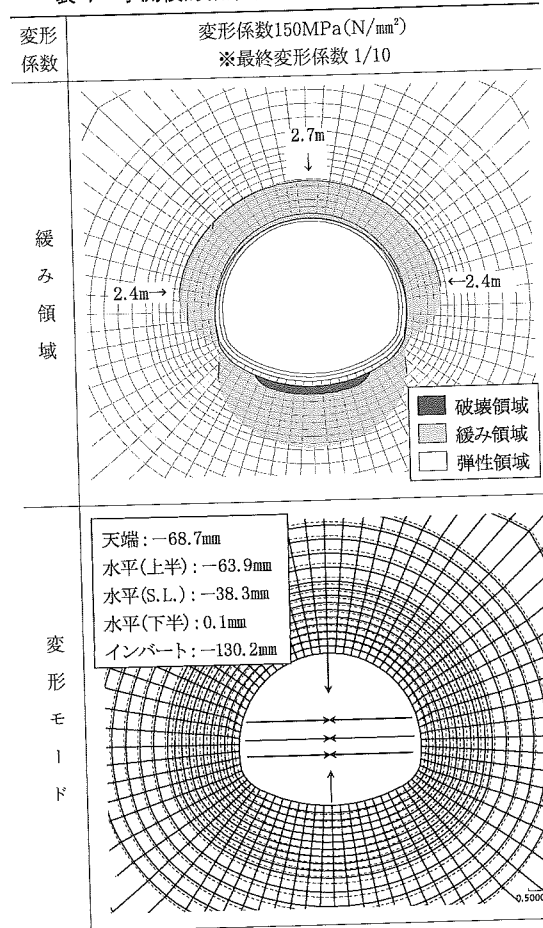 変形
係数
変形係数150MPa(N/mm²)
※最終変形係数 1/10
緩み領域
2.7m
↓
2.4m→
←2.4m
破壊領域
緩み領域
弾性領域
変形モード
天端:-68.7mm
水平(上半):-63.9mm
水平(S.L.):-38.3mm
水平(下半):0.1mm
インバート:-130.2mm
0.5000